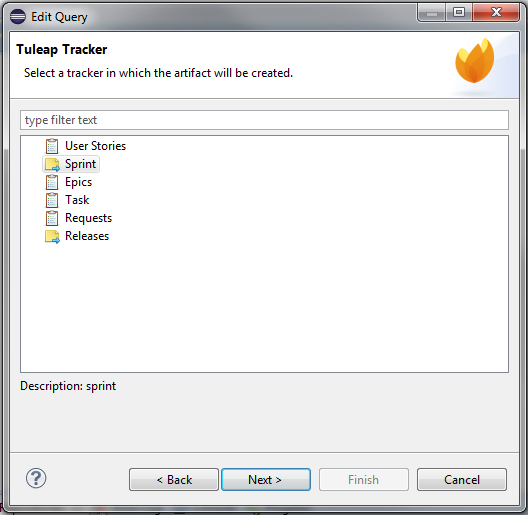 Edit Query
Tuleap Tracker
Select a tracker in which the artifact will be created.
type filter text
User Stories
Sprint
Epics
Task
Requests
Releases
Description: sprint
?
< Back
Next >
Finish
Cancel